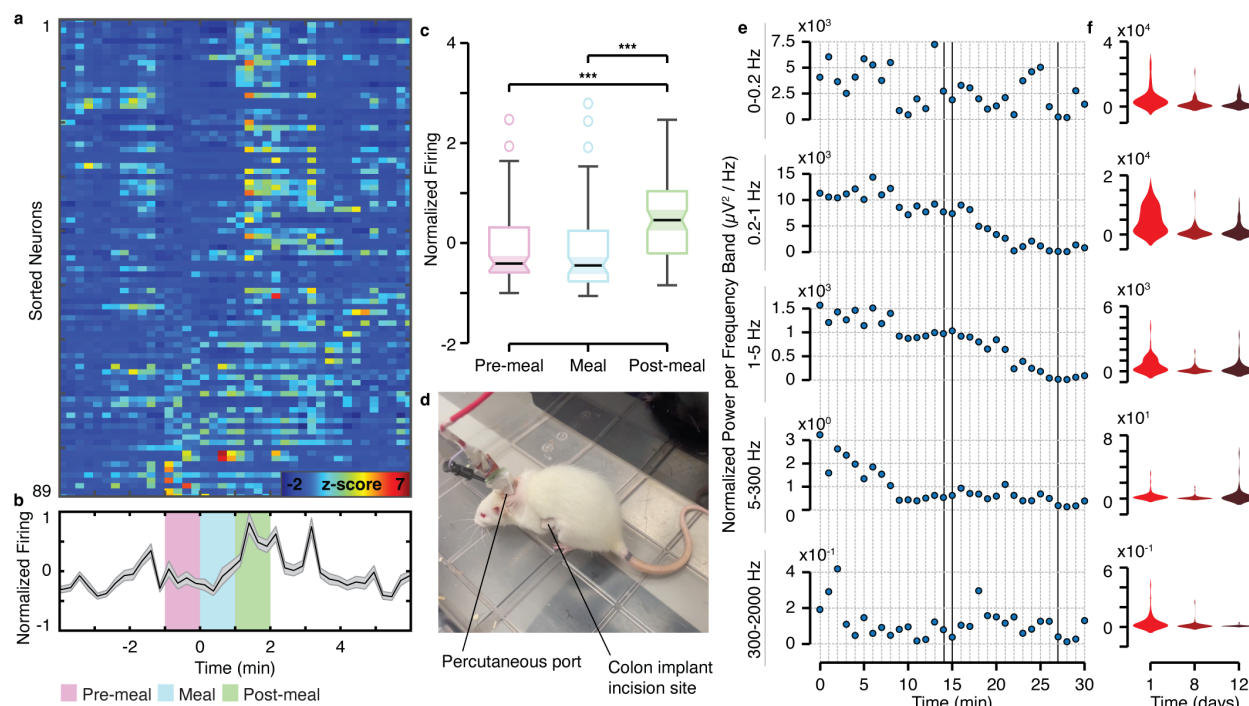 a
1
Sorted Neurons
89
-2 z-score 7
b
Normalized Firing
1
0
-1
-2 0 2 4
Time (min)
Pre-meal Meal Post-meal
c
Normalized Firing
4
2
0
-2
***
***
Pre-meal Meal Post-meal
d
Percutaneous port
Colon implant
incision site
e
Normalized Power per Frequency Band (µV² / Hz)
0-0.2 Hz
x10³
7.5
5
2.5
0
0.2-1 Hz
x10³
15
10
5
0
1-5 Hz
x10³
1.5
1
0.5
0
5-300 Hz
x10⁰
3
2
1
0
300-2000 Hz
x10⁻¹
4
2
0
0 5 10 15 20 25 30
Time (min)
f
x10⁴
4
0
x10⁴
2
0
x10³
6
0
x10¹
8
0
x10⁻¹
6
0
1 8 12
Time (days)